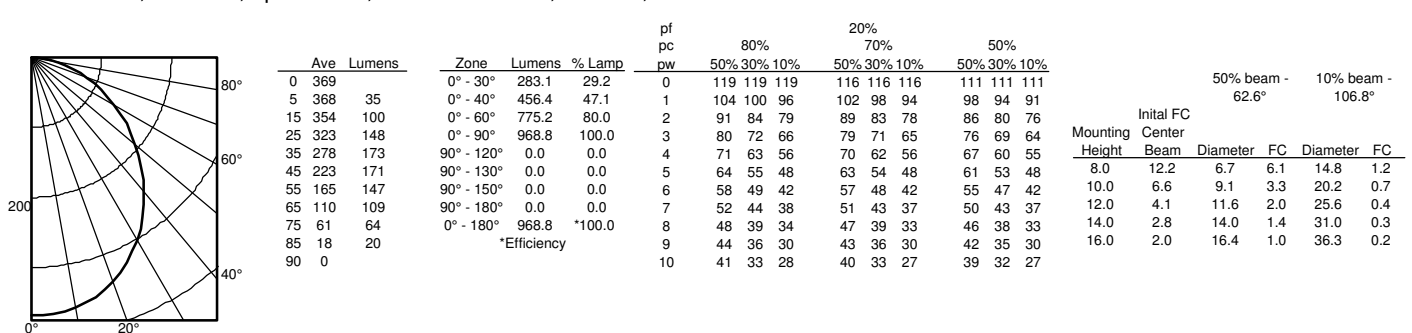 80°
60°
200
40°
0° 20°
Ave Lumens
0 369
5 368 35
15 354 100
25 323 148
35 278 173
45 223 171
55 165 147
65 110 109
75 61 64
85 18 20
90 0
Zone Lumens % Lamp
0° - 30° 283.1 29.2
0° - 40° 456.4 47.1
0° - 60° 775.2 80.0
0° - 90° 968.8 100.0
90° - 120° 0.0 0.0
90° - 130° 0.0 0.0
90° - 150° 0.0 0.0
90° - 180° 0.0 0.0
0° - 180° 968.8 *100.0
*Efficiency
pf 20%
pc 80% 70% 50%
pw 50% 30% 10% 50% 30% 10% 50% 30% 10%
0 119 119 119 116 116 116 111 111 111
1 104 100 96 102 98 94 98 94 91
2 91 84 79 89 83 78 86 80 76
3 80 72 66 79 71 65 76 69 64
4 71 63 56 70 62 56 67 60 55
5 64 55 48 63 54 48 61 53 48
6 58 49 42 57 48 42 55 47 42
7 52 44 38 51 43 37 50 43 37
8 48 39 34 47 39 33 46 38 33
9 44 36 30 43 36 30 42 35 30
10 41 33 28 40 33 27 39 32 27
50% beam - 10% beam -
62.6° 106.8°
Inital FC
Mounting Center
Height Beam Diameter FC Diameter FC
8.0 12.2 6.7 6.1 14.8 1.2
10.0 6.6 9.1 3.3 20.2 0.7
12.0 4.1 11.6 2.0 25.6 0.4
14.0 2.8 14.0 1.4 31.0 0.3
16.0 2.0 16.4 1.0 36.3 0.2